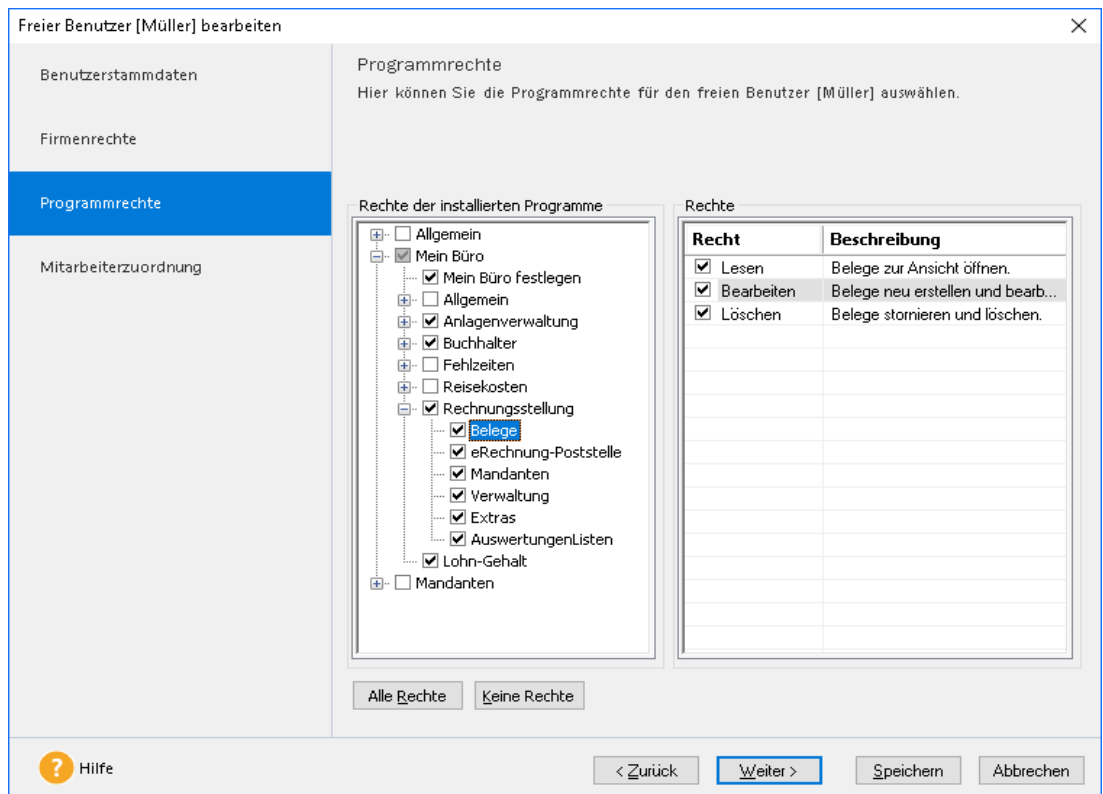 Freier Benutzer [Müller] bearbeiten
Benutzerstammdaten
Firmenrechte
Programmrechte
Mitarbeiterzuordnung
Programmrechte
Hier können Sie die Programmrechte für den freien Benutzer [Müller] auswählen.
Rechte der installierten Programme
Allgemein
Mein Büro
Mein Büro festlegen
Allgemein
Anlagenverwaltung
Buchhalter
Fehlzeiten
Reisekosten
Rechnungsstellung
Belege
eRechnung-Poststelle
Mandanten
Verwaltung
Extras
AuswertungenListen
Lohn-Gehalt
Mandanten
Rechte
Recht Beschreibung
Lesen Belege zur Ansicht öffnen.
Bearbeiten Belege neu erstellen und bearb...
Löschen Belege stornieren und löschen.
Alle Rechte Keine Rechte
? Hilfe
< Zurück Weiter > Speichern Abbrechen